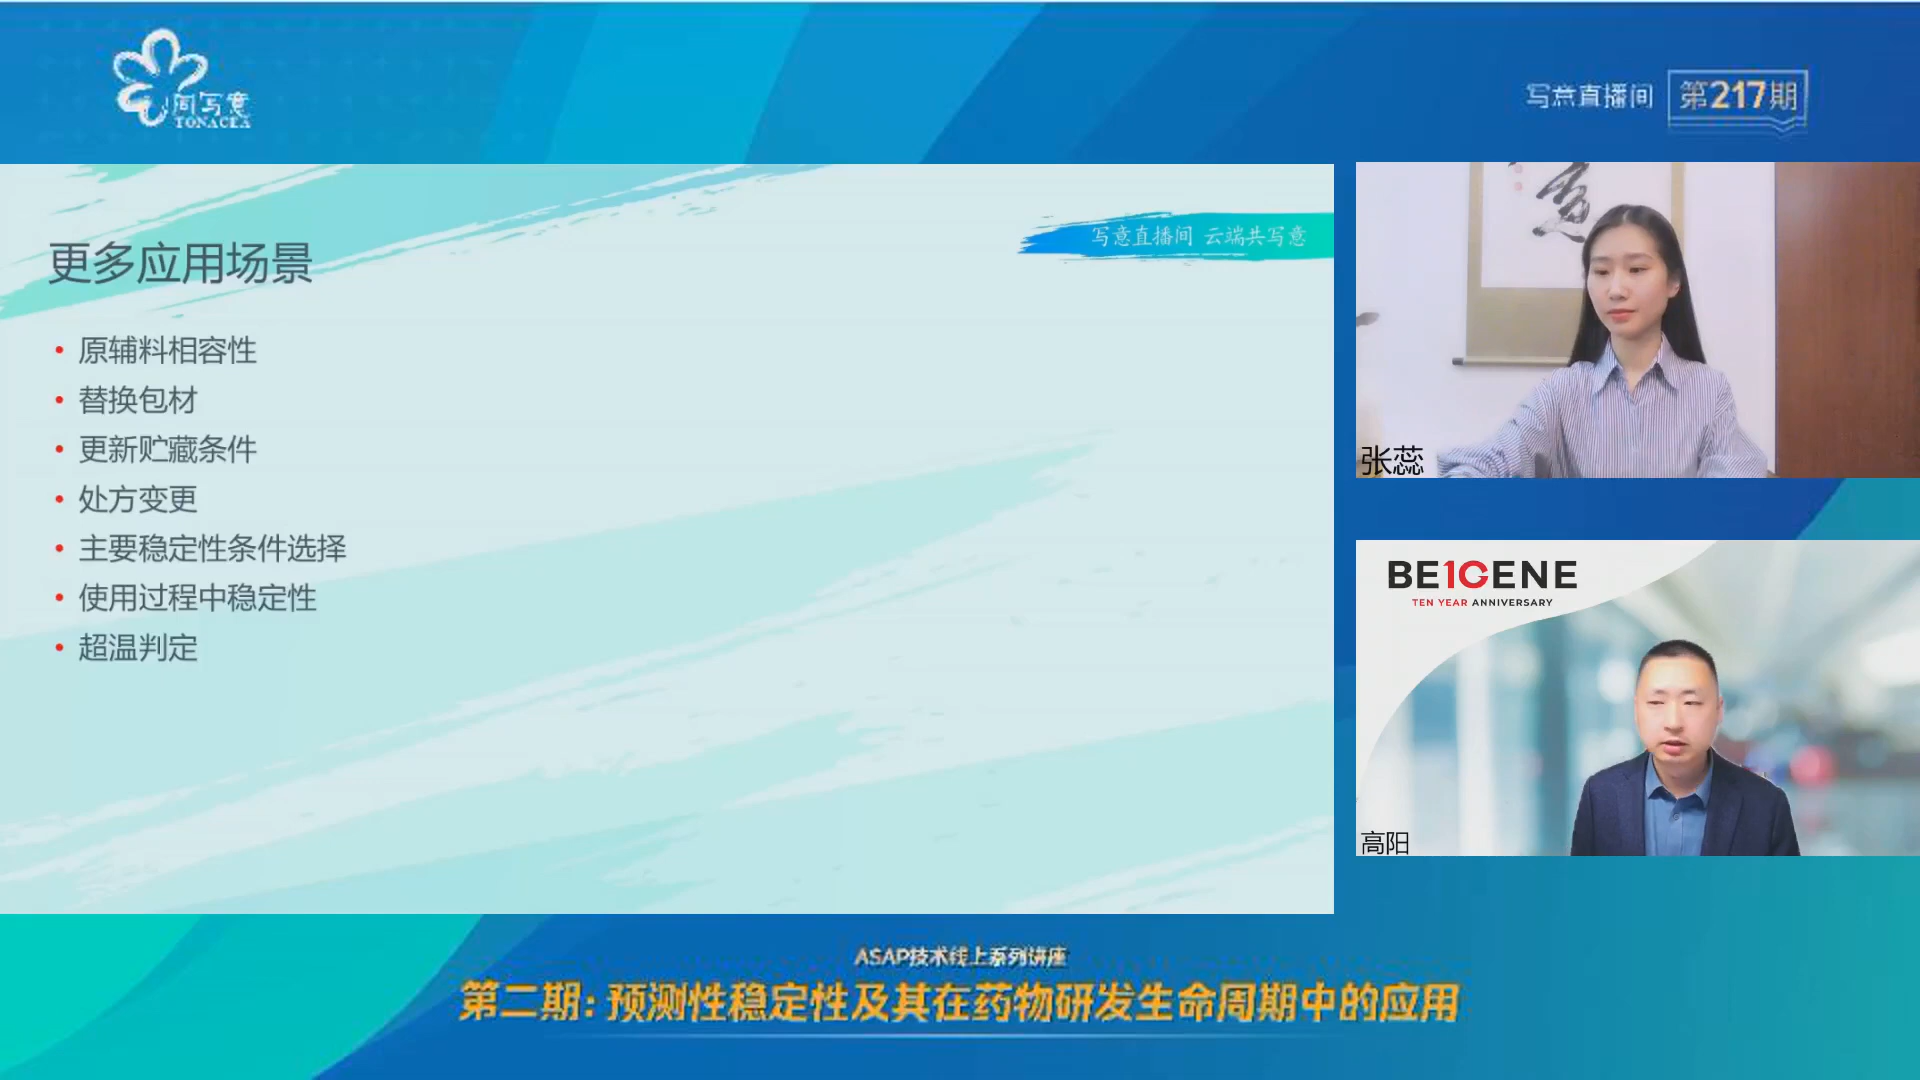 同写意
TONACEA
写意直播间
第217期
写意直播间 云端共写意
更多应用场景
• 原辅料相容性
• 替换包材
• 更新贮藏条件
• 处方变更
• 主要稳定性条件选择
• 使用过程中稳定性
• 超温判定
张蕊
BE1GENE
TEN YEAR ANNIVERSARY
高阳
ASAP技术线上系列讲座
第二期: 预测性稳定性及其在药物研发生命周期中的应用